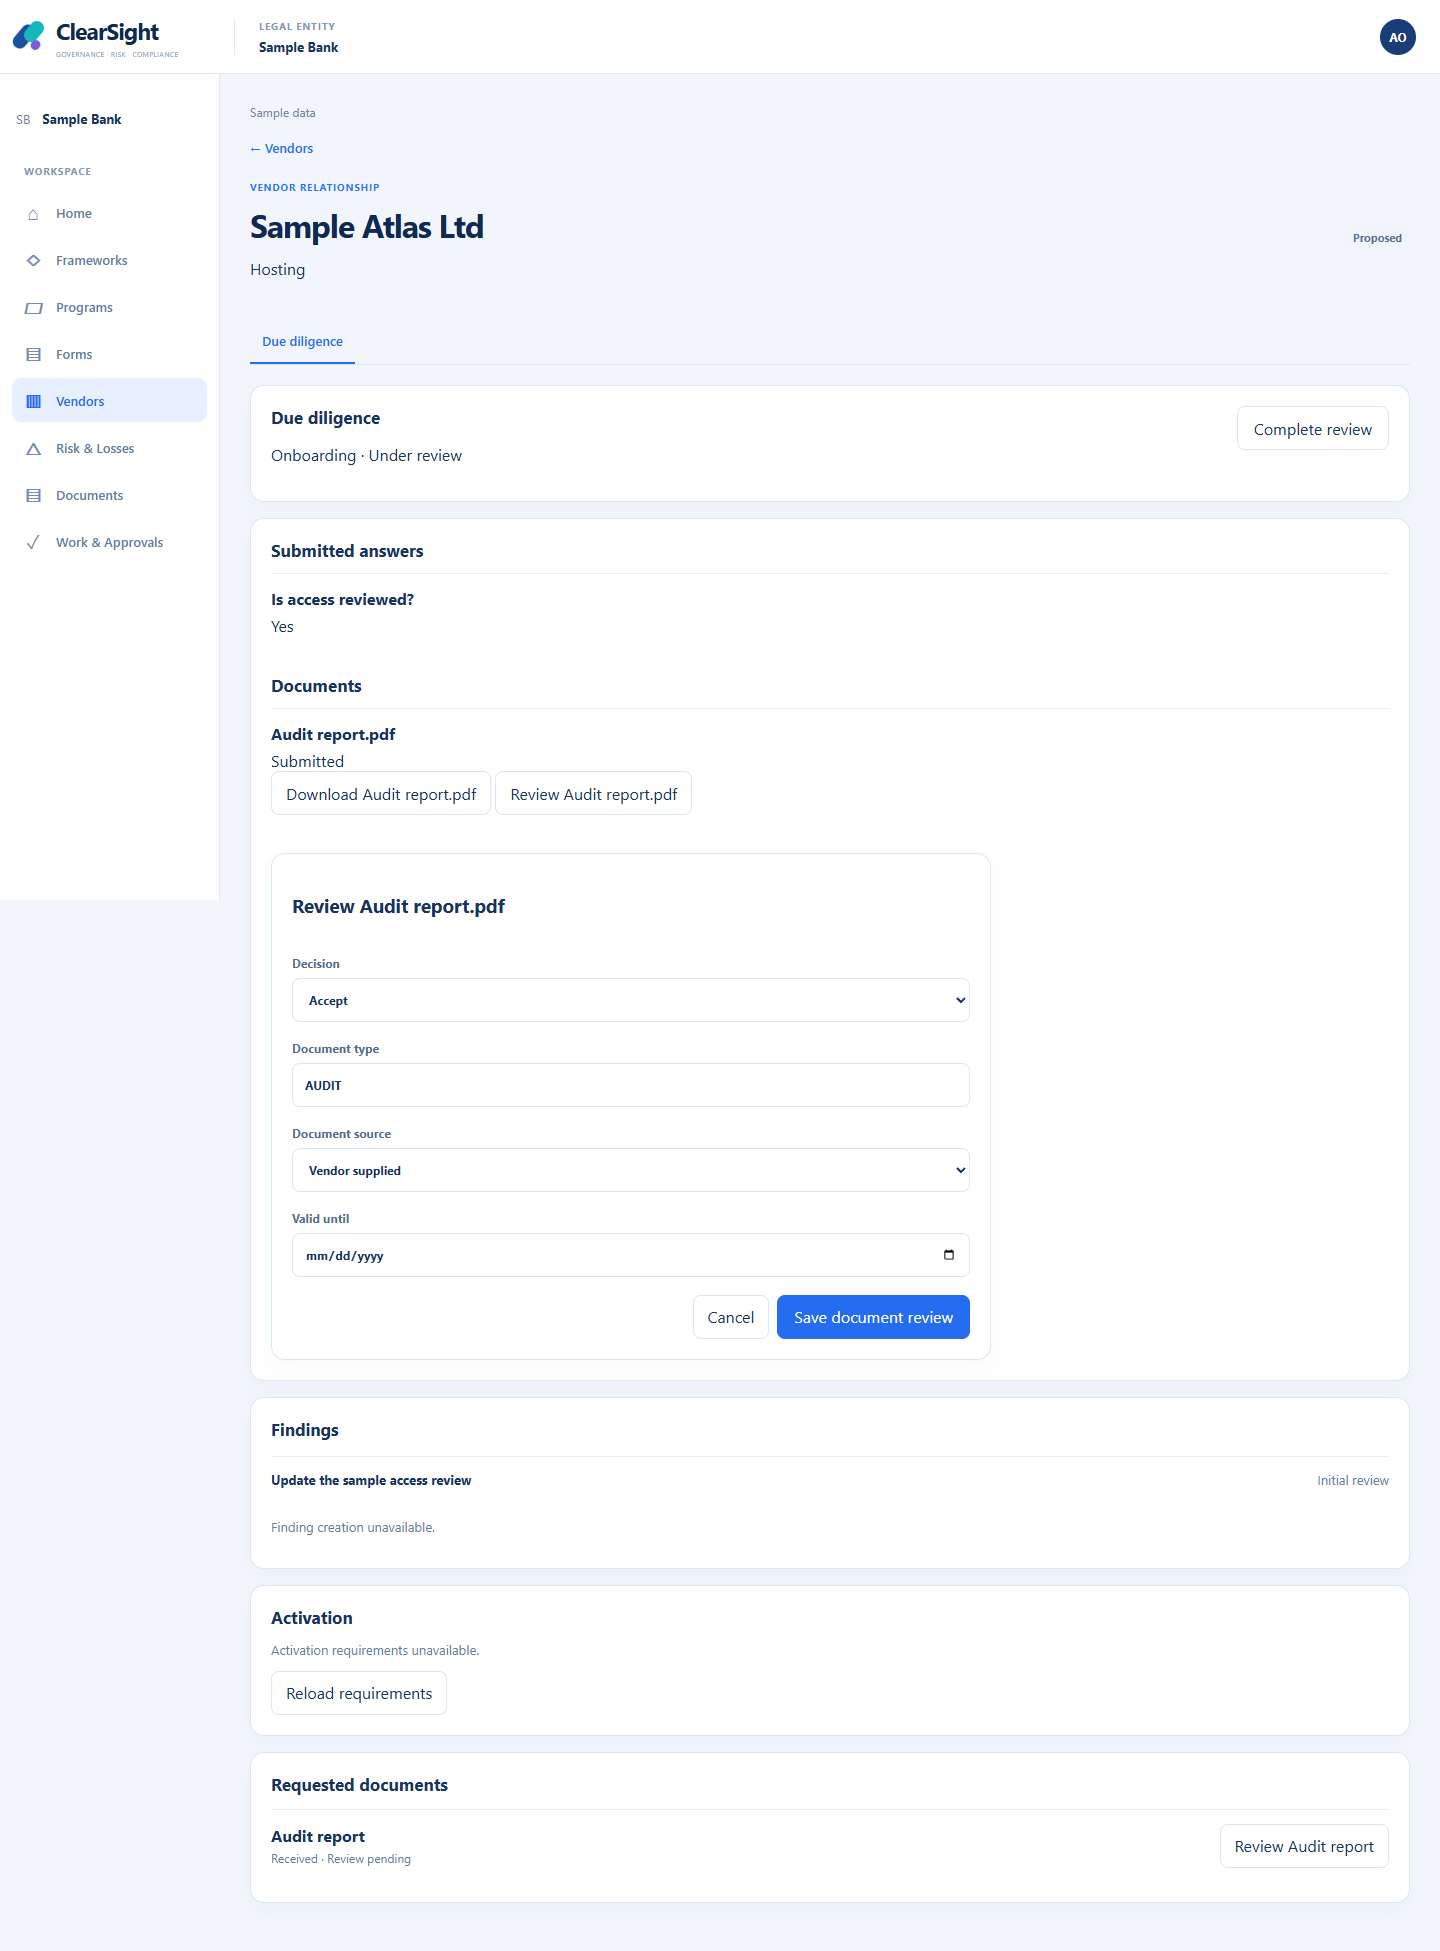 ClearSight
GOVERNANCE · RISK · COMPLIANCE
LEGAL ENTITY
Sample Bank
AO
SB Sample Bank
WORKSPACE
Home
Frameworks
Programs
Forms
Vendors
Risk & Losses
Documents
Work & Approvals
Sample data
← Vendors
VENDOR RELATIONSHIP
Sample Atlas Ltd
Proposed
Hosting
Due diligence
Due diligence
Complete review
Onboarding · Under review
Submitted answers
Is access reviewed?
Yes
Documents
Audit report.pdf
Submitted
Download Audit report.pdf Review Audit report.pdf
Review Audit report.pdf
Decision
Accept
Document type
AUDIT
Document source
Vendor supplied
Valid until
mm/dd/yyyy
Cancel Save document review
Findings
Update the sample access review Initial review
Finding creation unavailable.
Activation
Activation requirements unavailable.
Reload requirements
Requested documents
Audit report
Received · Review pending
Review Audit report